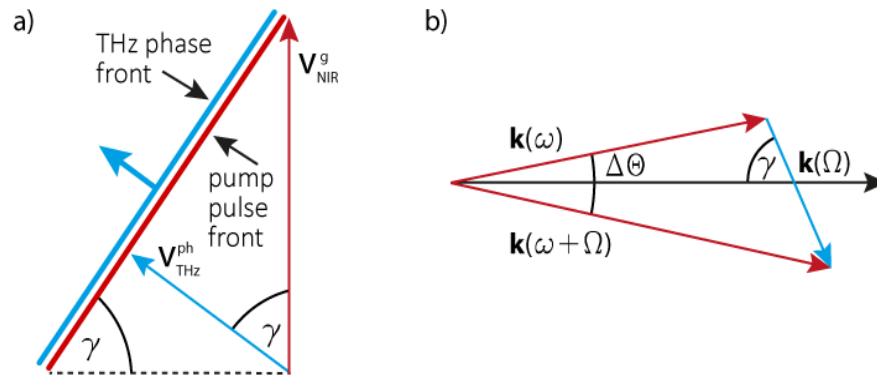 a)
THz phase
front
V^g_NIR
pump
pulse
front
V^ph_THz
γ
γ
b)
k(ω)
ΔΘ
γ
k(Ω)
k(ω+Ω)